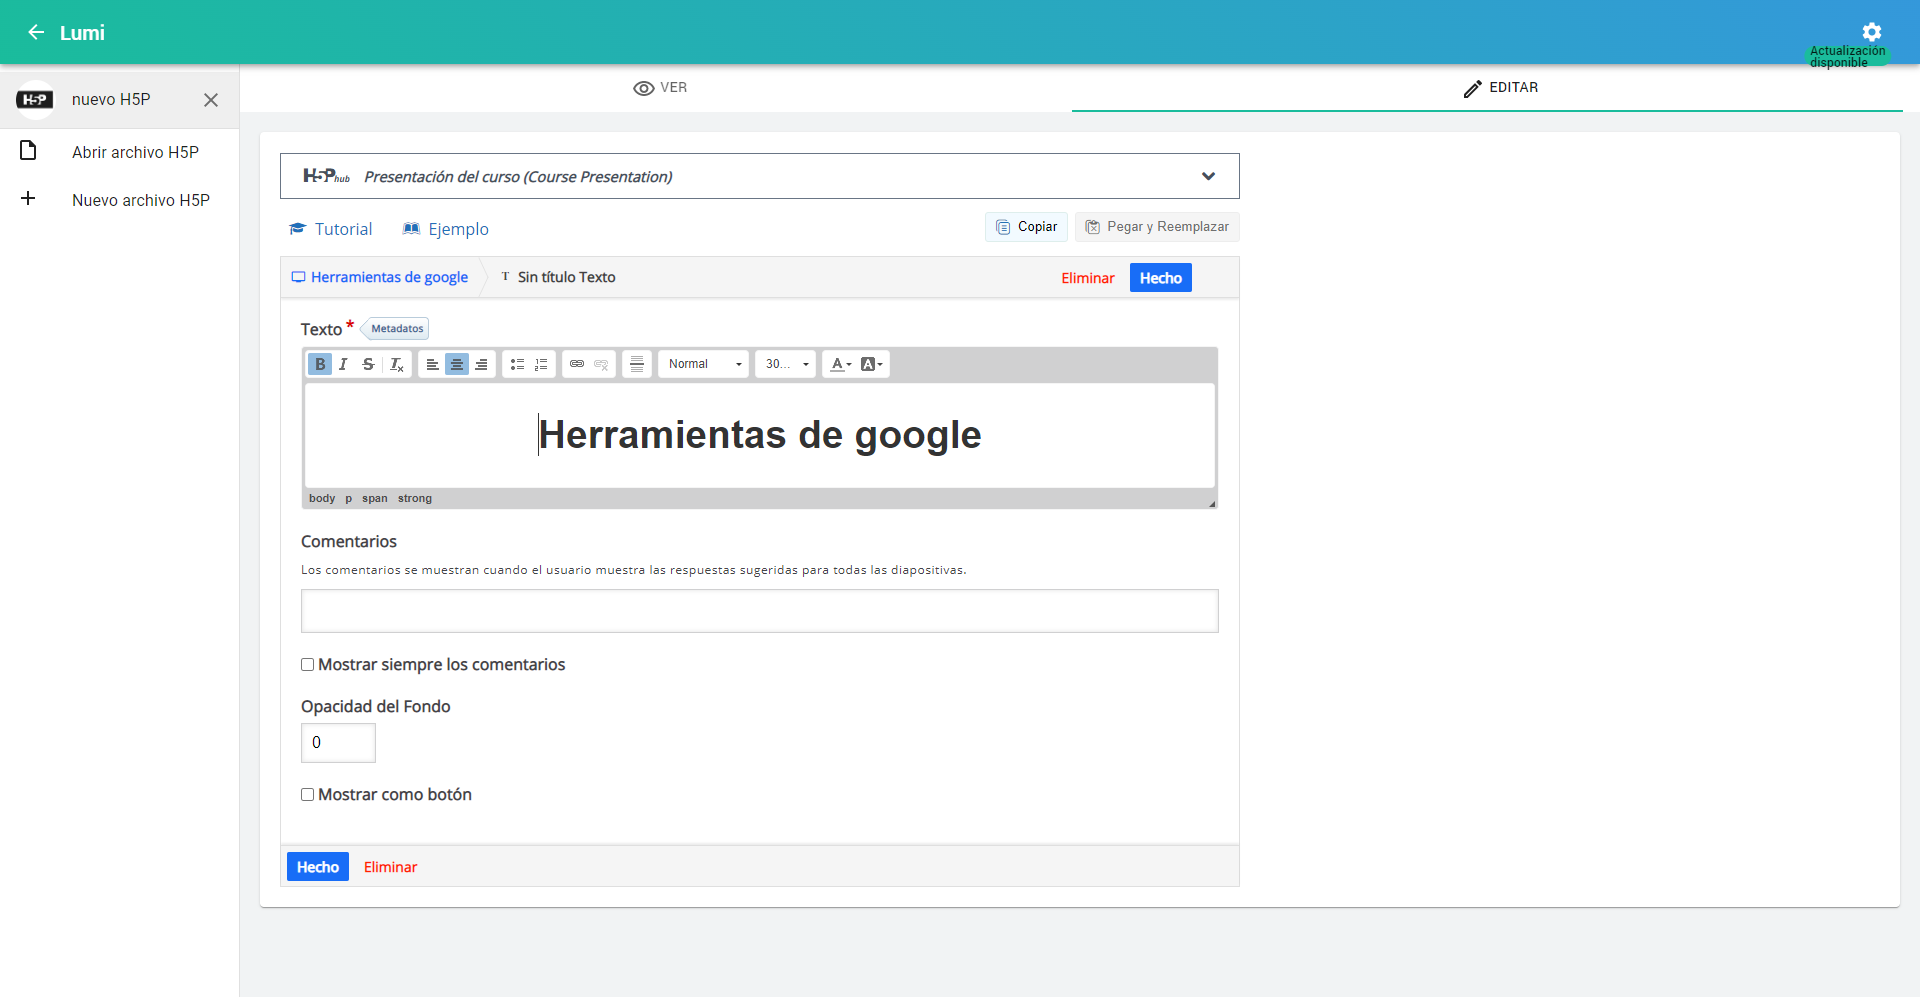 Lumi
Actualización
disponible
H5P nuevo H5P
Abrir archivo H5P
Nuevo archivo H5P
VER
EDITAR
H5Phub Presentación del curso (Course Presentation)
Tutorial Ejemplo Copiar Pegar y Reemplazar
Herramientas de google T Sin título Texto Eliminar Hecho
Texto * Metadatos
B I S Tx Normal 30... A A
Herramientas de google
body p span strong
Comentarios
Los comentarios se muestran cuando el usuario muestra las respuestas sugeridas para todas las diapositivas.
Mostrar siempre los comentarios
Opacidad del Fondo
0
Mostrar como botón
Hecho Eliminar